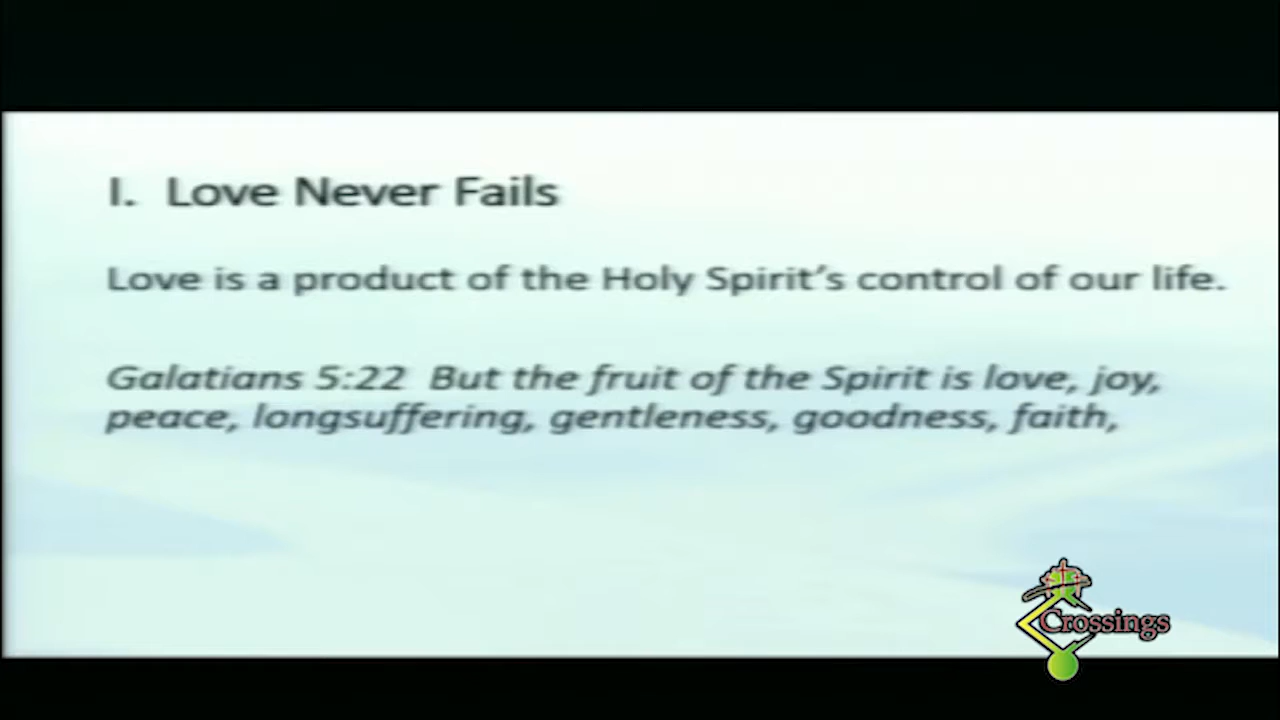 I. Love Never Fails
Love is a product of the Holy Spirit’s control of our life.
Galatians 5:22 But the fruit of the Spirit is love, joy,
peace, longsuffering, gentleness, goodness, faith,
Crossings